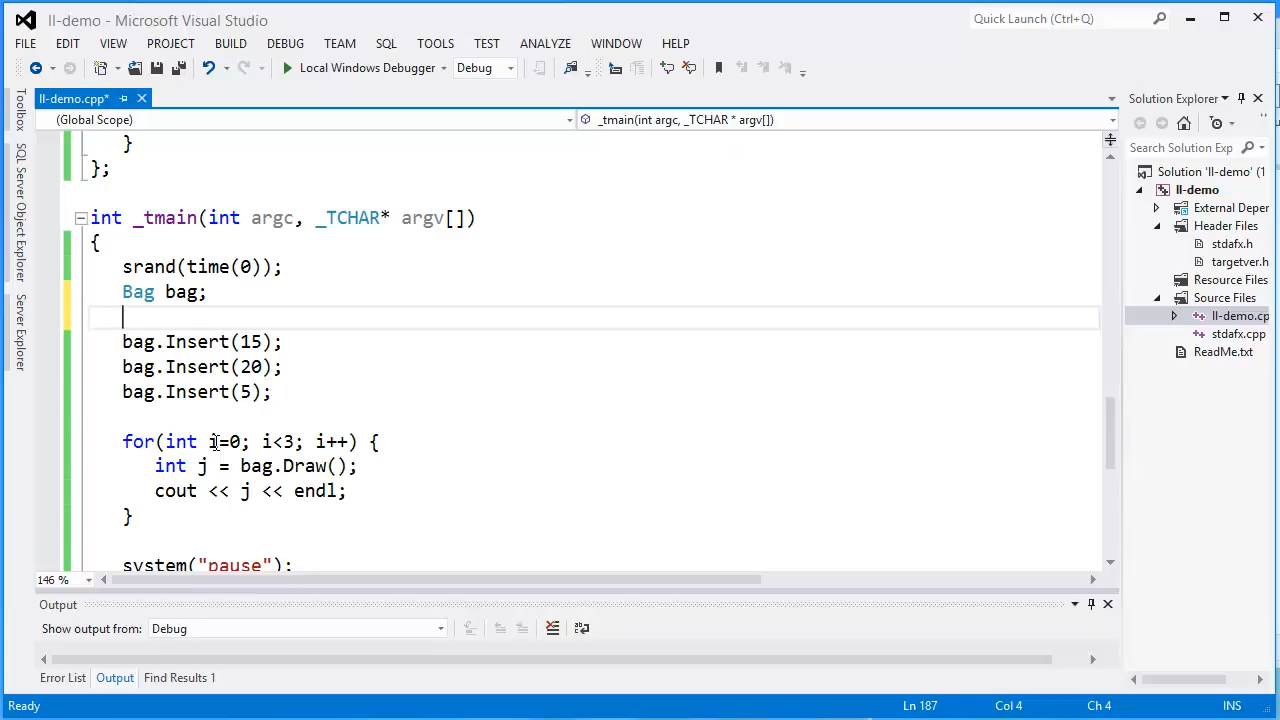 ll-demo - Microsoft Visual Studio
Quick Launch (Ctrl+Q)
FILE EDIT VIEW PROJECT BUILD DEBUG TEAM SQL TOOLS TEST ANALYZE WINDOW HELP
Local Windows Debugger Debug
ll-demo.cpp*
Solution Explorer
(Global Scope) _tmain(int argc, _TCHAR * argv[])
Search Solution Exp
Toolbox
SQL Server Object Explorer
Server Explorer
}
};
int _tmain(int argc, _TCHAR* argv[])
{
srand(time(0));
Bag bag;
bag.Insert(15);
bag.Insert(20);
bag.Insert(5);
for(int i=0; i<3; i++) {
int j = bag.Draw();
cout << j << endl;
}
system("pause");
Solution 'll-demo' (1
ll-demo
External Deper
Header Files
stdafx.h
targetver.h
Resource Files
Source Files
ll-demo.cp
stdafx.cpp
ReadMe.txt
146 %
Output
Show output from: Debug
Error List Output Find Results 1
Ready Ln 187 Col 4 Ch 4 INS